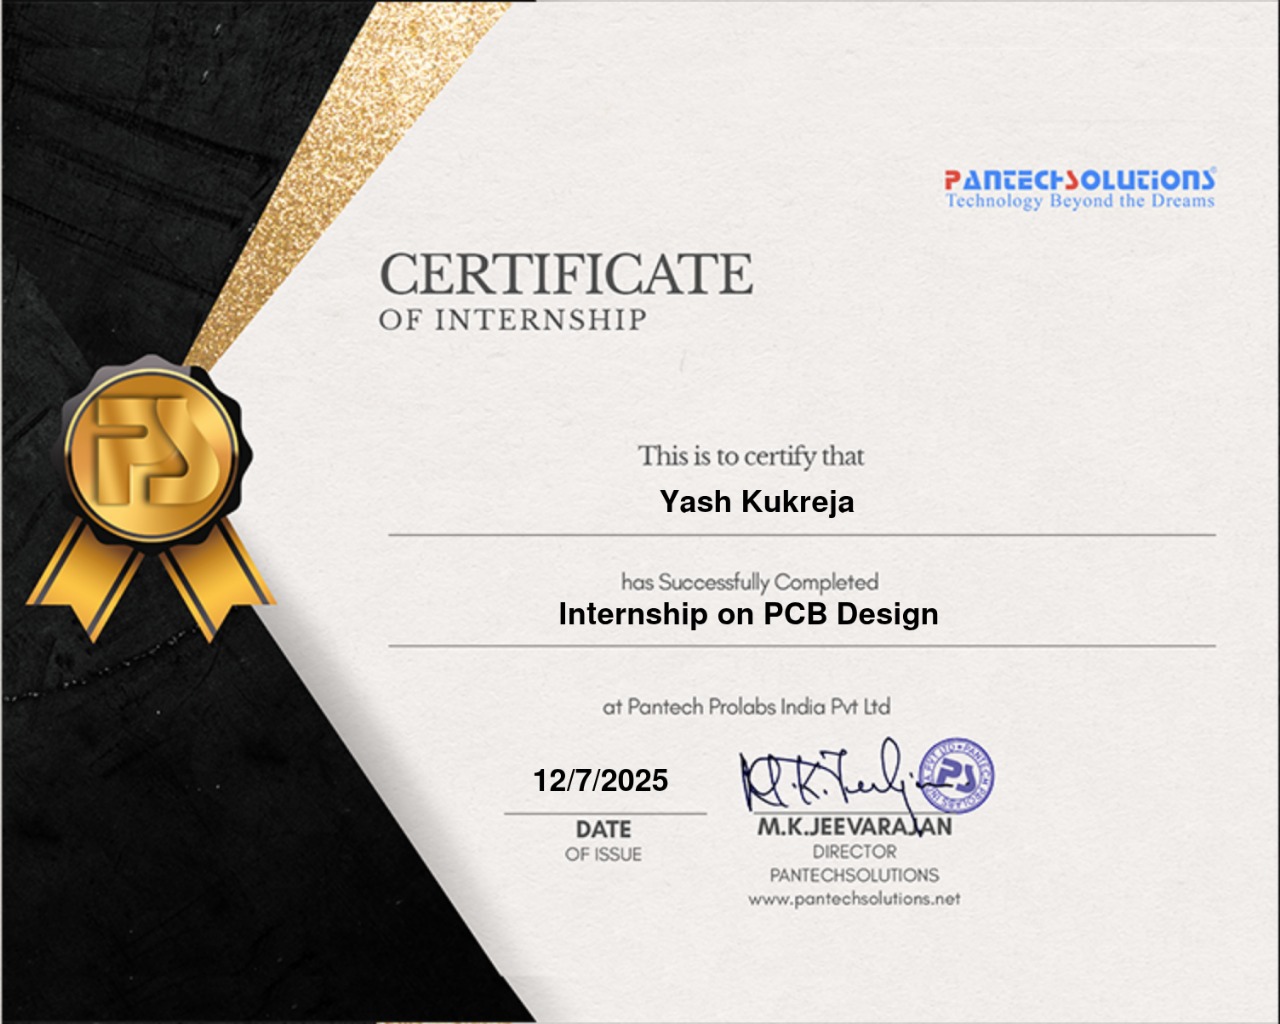 PANTECHSOLUTIONS
Technology Beyond the Dreams
CERTIFICATE
OF INTERNSHIP
PS
This is to certify that
Yash Kukreja
has Successfully Completed
Internship on PCB Design
at Pantech Prolabs India Pvt Ltd
12/7/2025
DATE
OF ISSUE
PS
M.K.JEEVARAJAN
DIRECTOR
PANTECHSOLUTIONS
www.pantechsolutions.net